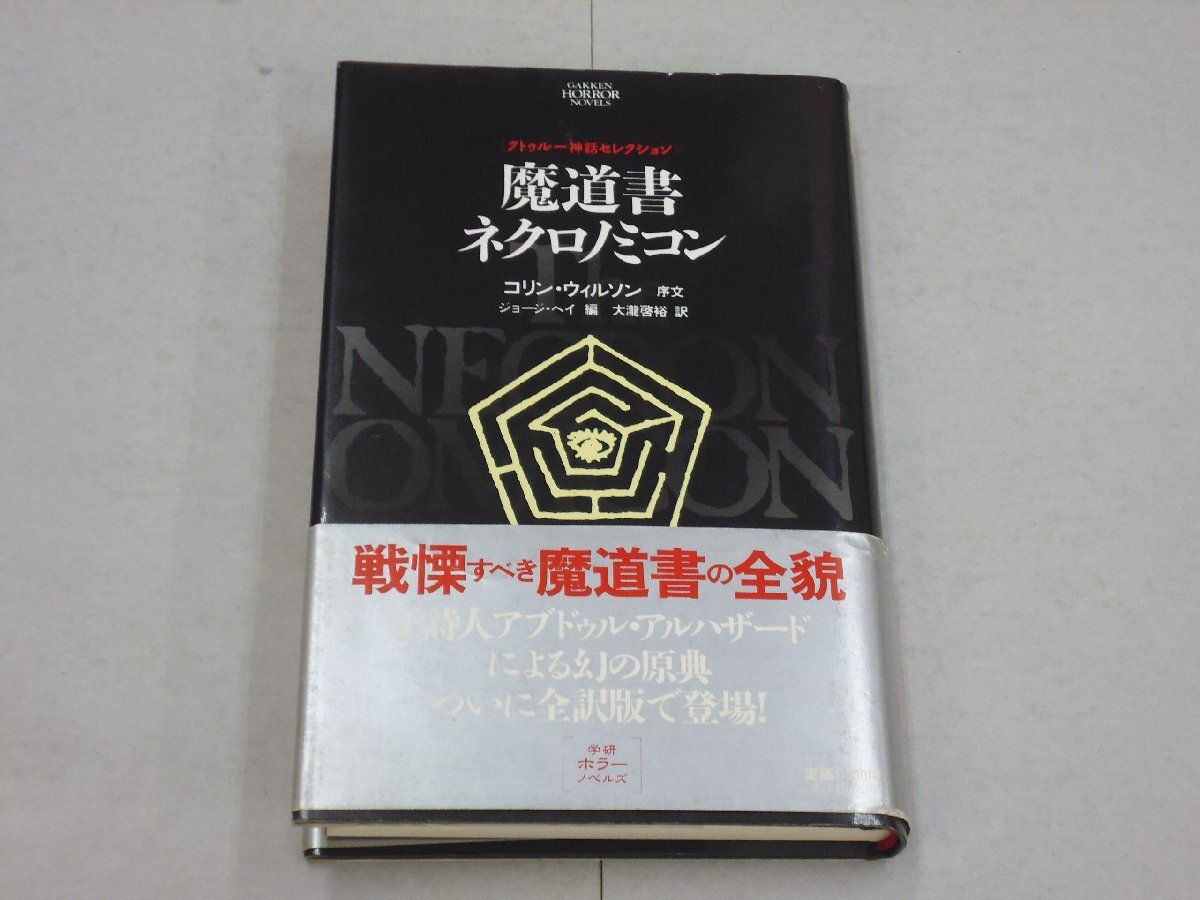 GAKKEN
HORROR
NOVELS
クトゥルー神話セレクション
魔道書
ネクロノミコン
コリン・ウィルソン 序文
ジョージ・ヘイ 編 大瀧啓裕 訳
NECRON
OMICON
戦慄すべき魔道書の全貌
狂詩人アブドゥル・アルハザード
による幻の原典
ついに全訳版で登場!
学研
ホラー
ノベルズ
定価